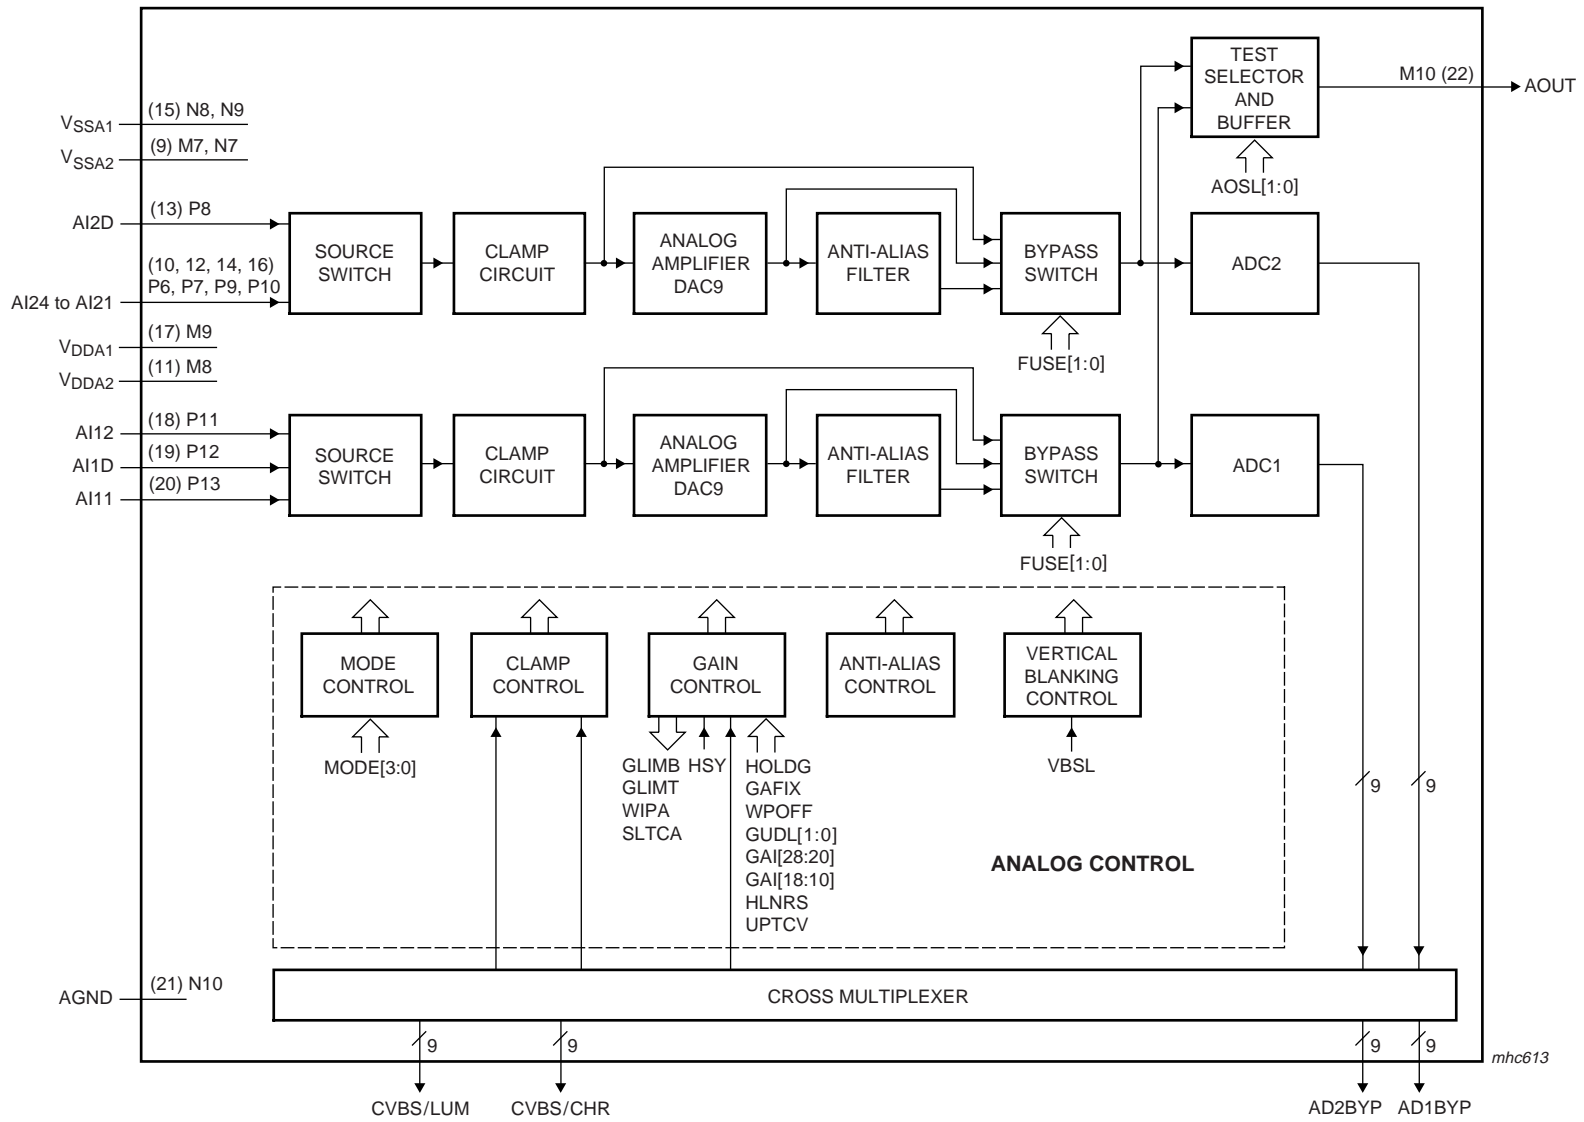 TEST
SELECTOR
AND
BUFFER
M10 (22)
AOUT
AOSL[1:0]
VSSA1
(15) N8, N9
VSSA2
(9) M7, N7
AI2D
(13) P8
(10, 12, 14, 16)
P6, P7, P9, P10
AI24 to AI21
SOURCE
SWITCH
CLAMP
CIRCUIT
ANALOG
AMPLIFIER
DAC9
ANTI-ALIAS
FILTER
BYPASS
SWITCH
ADC2
FUSE[1:0]
VDDA1
(17) M9
VDDA2
(11) M8
AI12
(18) P11
AI1D
(19) P12
AI11
(20) P13
SOURCE
SWITCH
CLAMP
CIRCUIT
ANALOG
AMPLIFIER
DAC9
ANTI-ALIAS
FILTER
BYPASS
SWITCH
ADC1
FUSE[1:0]
MODE
CONTROL
CLAMP
CONTROL
GAIN
CONTROL
ANTI-ALIAS
CONTROL
VERTICAL
BLANKING
CONTROL
MODE[3:0]
GLIMB
GLIMT
WIPA
SLTCA
HSY
HOLDG
GAFIX
WPOFF
GUDL[1:0]
GAI[28:20]
GAI[18:10]
HLNRS
UPTCV
VBSL
9
9
ANALOG CONTROL
AGND
(21) N10
CROSS MULTIPLEXER
9
9
9
9
mhc613
CVBS/LUM
CVBS/CHR
AD2BYP
AD1BYP